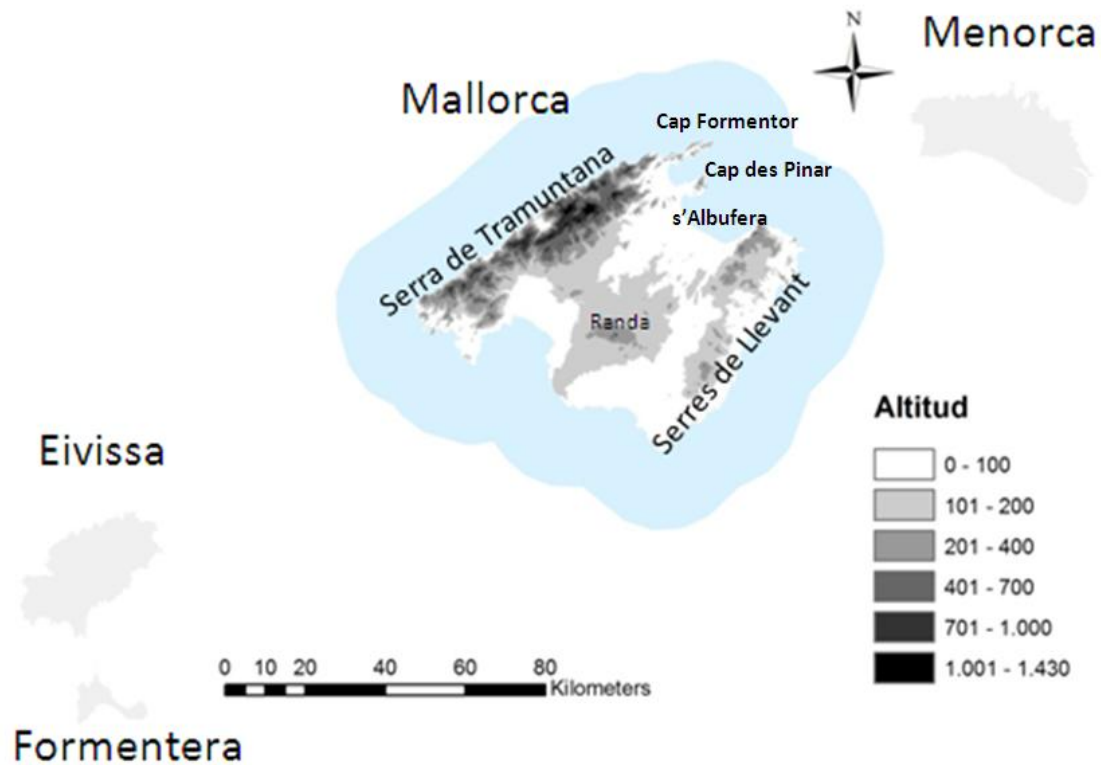 N
Menorca
Mallorca
Cap Formentor
Cap des Pinar
s'Albufera
Serra de Tramuntana
Randa
Serres de Llevant
Altitud
0 - 100
101 - 200
201 - 400
401 - 700
701 - 1.000
1.001 - 1.430
Eivissa
0 10 20 40 60 80
Kilometers
Formentera